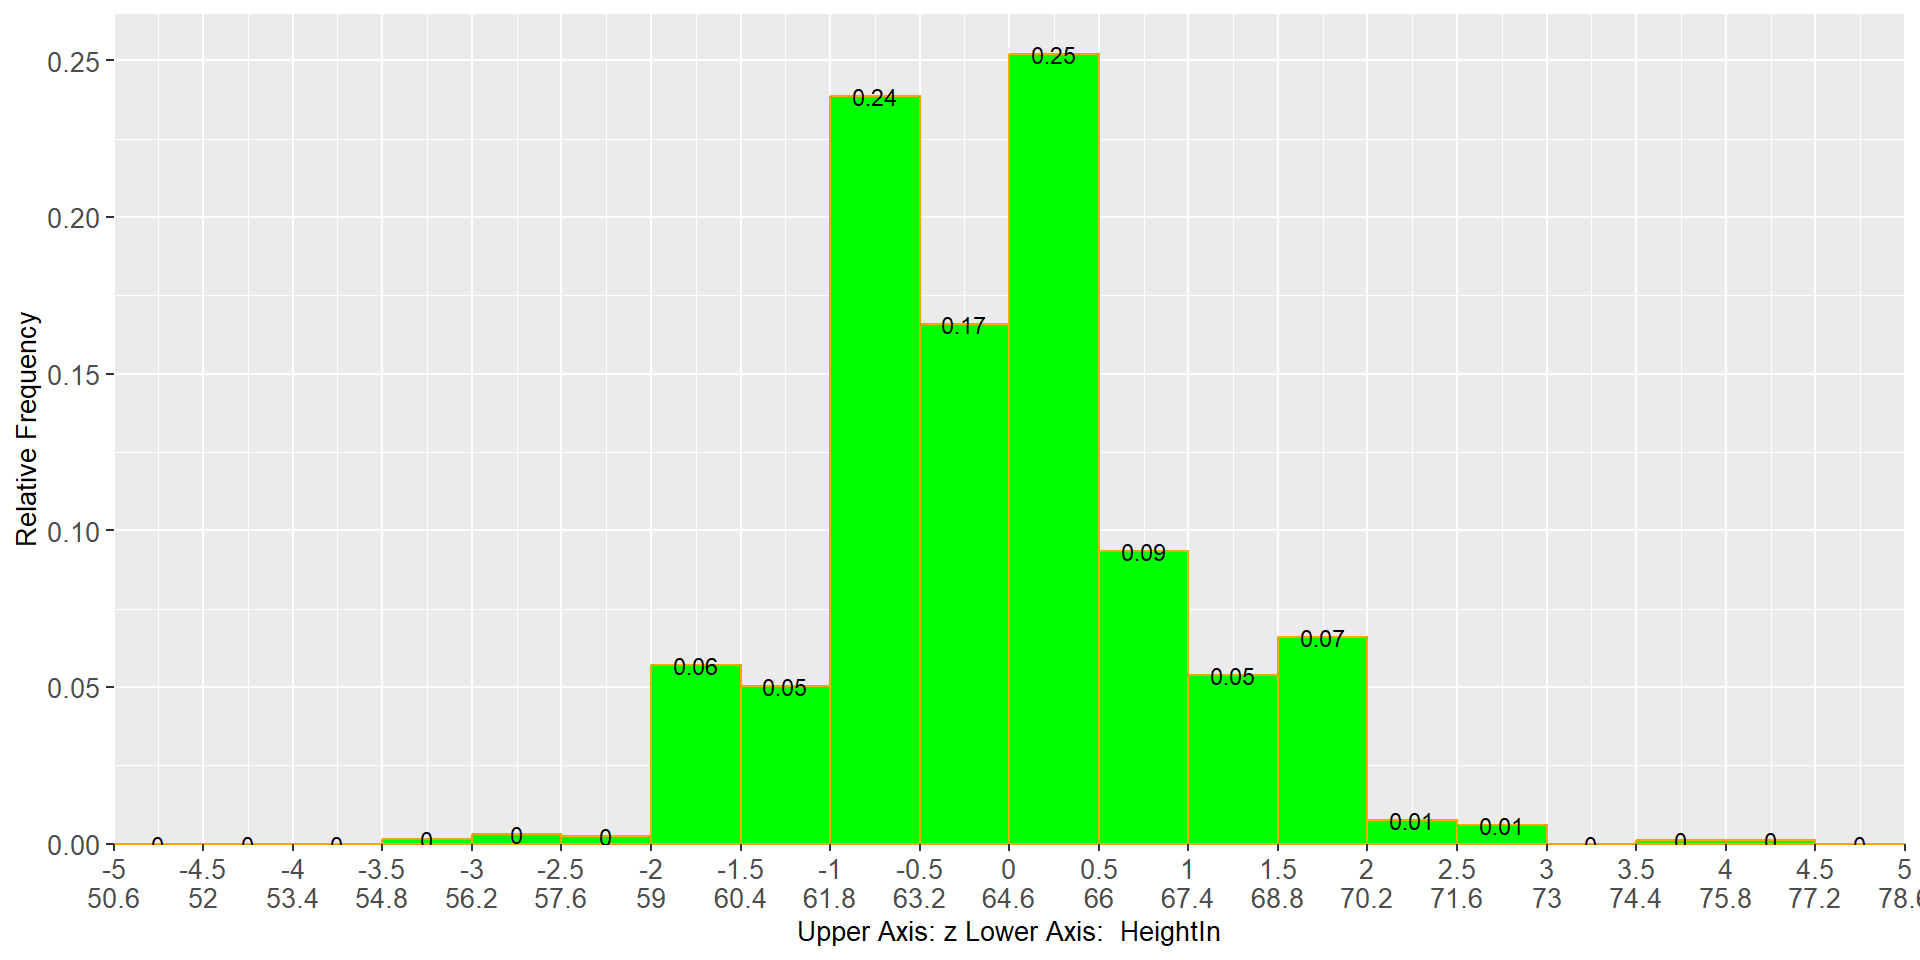 0.25
0.20
0.15
0.10
0.05
0.00
Relative Frequency
0 0 0 0 0 0 0.06 0.05 0.24 0.17 0.25 0.09 0.05 0.07 0.01 0.01 0 0 0 0
-5 -4.5 -4 -3.5 -3 -2.5 -2 -1.5 -1 -0.5 0 0.5 1 1.5 2 2.5 3 3.5 4 4.5 5
50.6 52 53.4 54.8 56.2 57.6 59 60.4 61.8 63.2 64.6 66 67.4 68.8 70.2 71.6 73 74.4 75.8 77.2 78.6
Upper Axis: z Lower Axis:  HeightIn